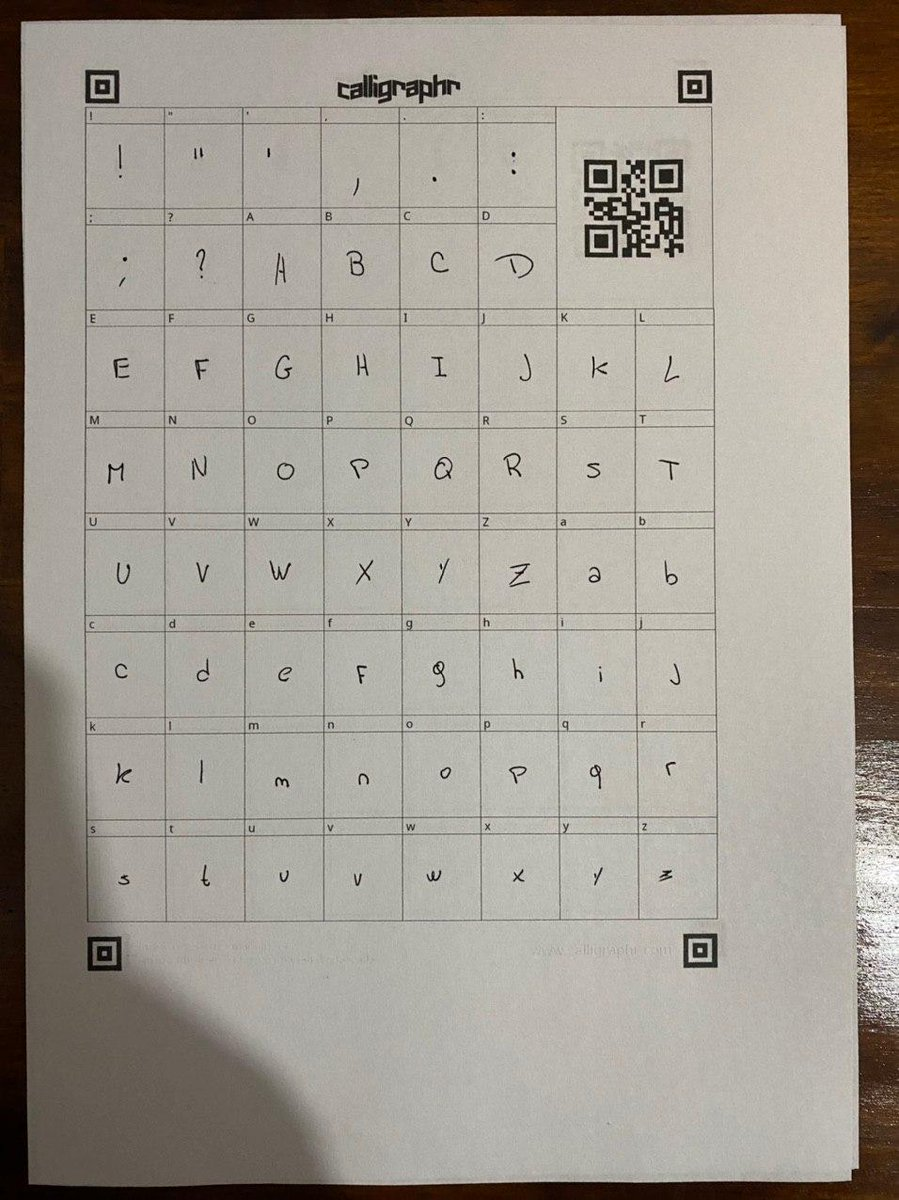 calligraphr
! " ' , . :
! " ' , . :
; ? A B C D
; ? A B C D
E F G H I J K L
E F G H I J K L
M N O P Q R S T
M N O P Q R S T
U V W X Y Z a b
U V W X Y Z a b
c d e f g h i j
c d e F g h i J
k l m n o p q r
k l m n o p q r
s t u v w x y z
s t u v w x y z
www.calligraphr.com